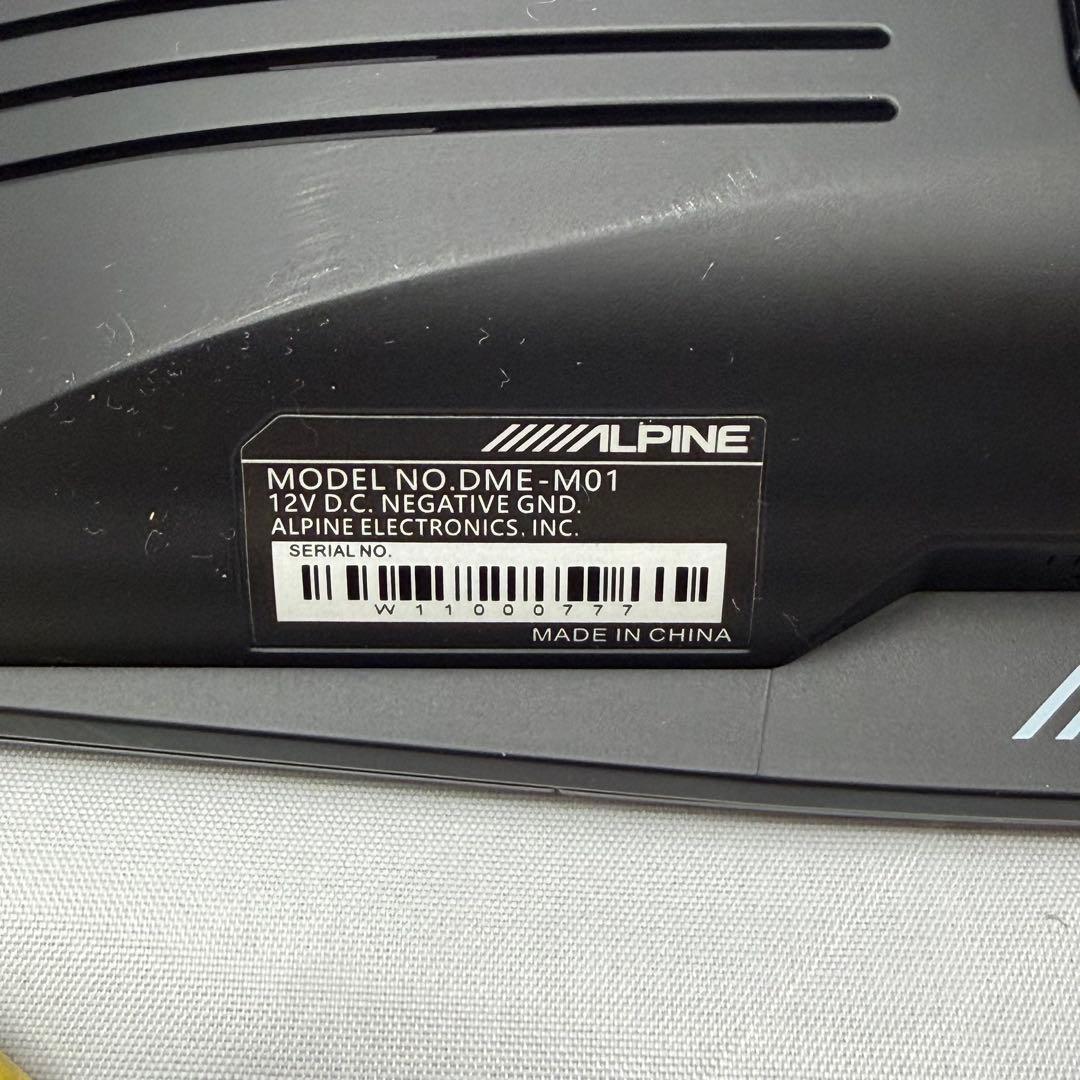 ALPINE
MODEL NO.DME-M01
12V D.C. NEGATIVE GND.
ALPINE ELECTRONICS, INC.
SERIAL NO.
W11000777
MADE IN CHINA